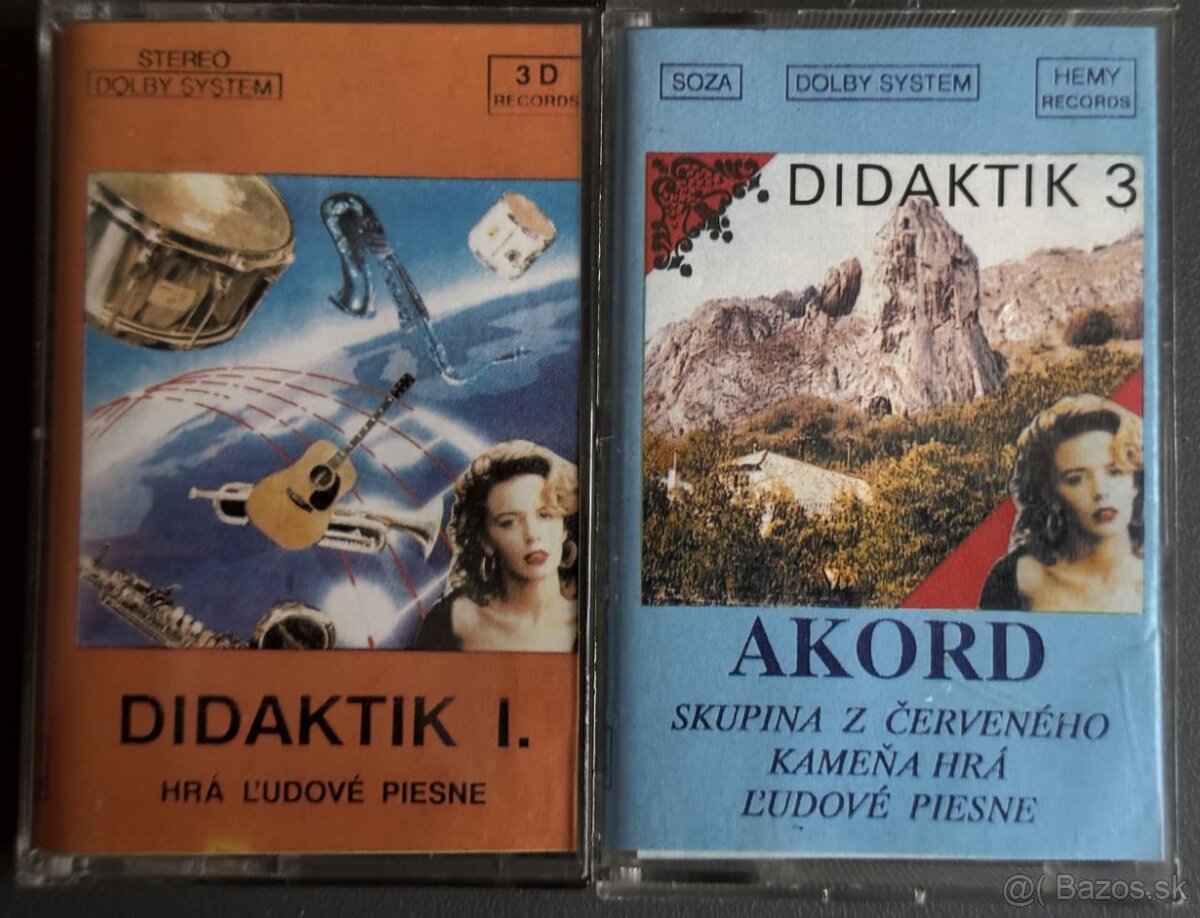 STEREO
DOLBY SYSTEM
3 D
RECORDS
DIDAKTIK I.
HRÁ ĽUDOVÉ PIESNE
SOZA
DOLBY SYSTEM
HEMY
RECORDS
DIDAKTIK 3
AKORD
SKUPINA Z ČERVENÉHO
KAMEŇA HRÁ
ĽUDOVÉ PIESNE
@( Bazos.sk